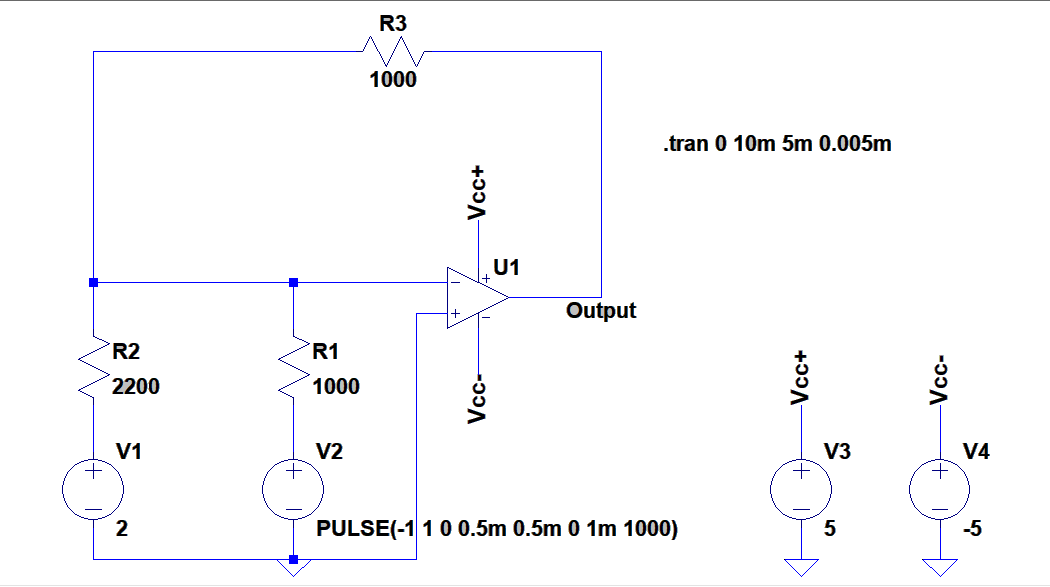 R3
1000
.tran 0 10m 5m 0.005m
Vcc+
U1
Output
Vcc-
R2
2200
R1
1000
Vcc+
Vcc-
V1
2
V2
PULSE(-1 1 0 0.5m 0.5m 0 1m 1000)
V3
5
V4
-5